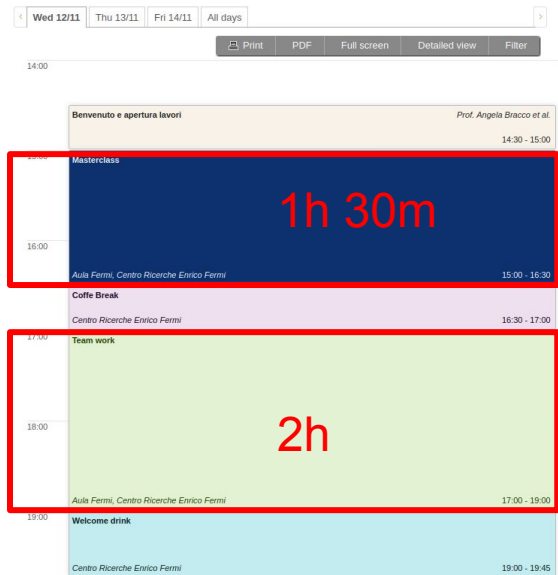 Wed 12/11 Thu 13/11 Fri 14/11 All days
Print PDF Full screen Detailed view Filter
14:00
Benvenuto e apertura lavori Prof. Angela Bracco et al.
14:30 - 15:00
15:00
Masterclass
1h 30m
16:00
Aula Fermi, Centro Ricerche Enrico Fermi 15:00 - 16:30
Coffe Break
Centro Ricerche Enrico Fermi 16:30 - 17:00
17:00
Team work
18:00
2h
Aula Fermi, Centro Ricerche Enrico Fermi 17:00 - 19:00
19:00
Welcome drink
Centro Ricerche Enrico Fermi 19:00 - 19:45